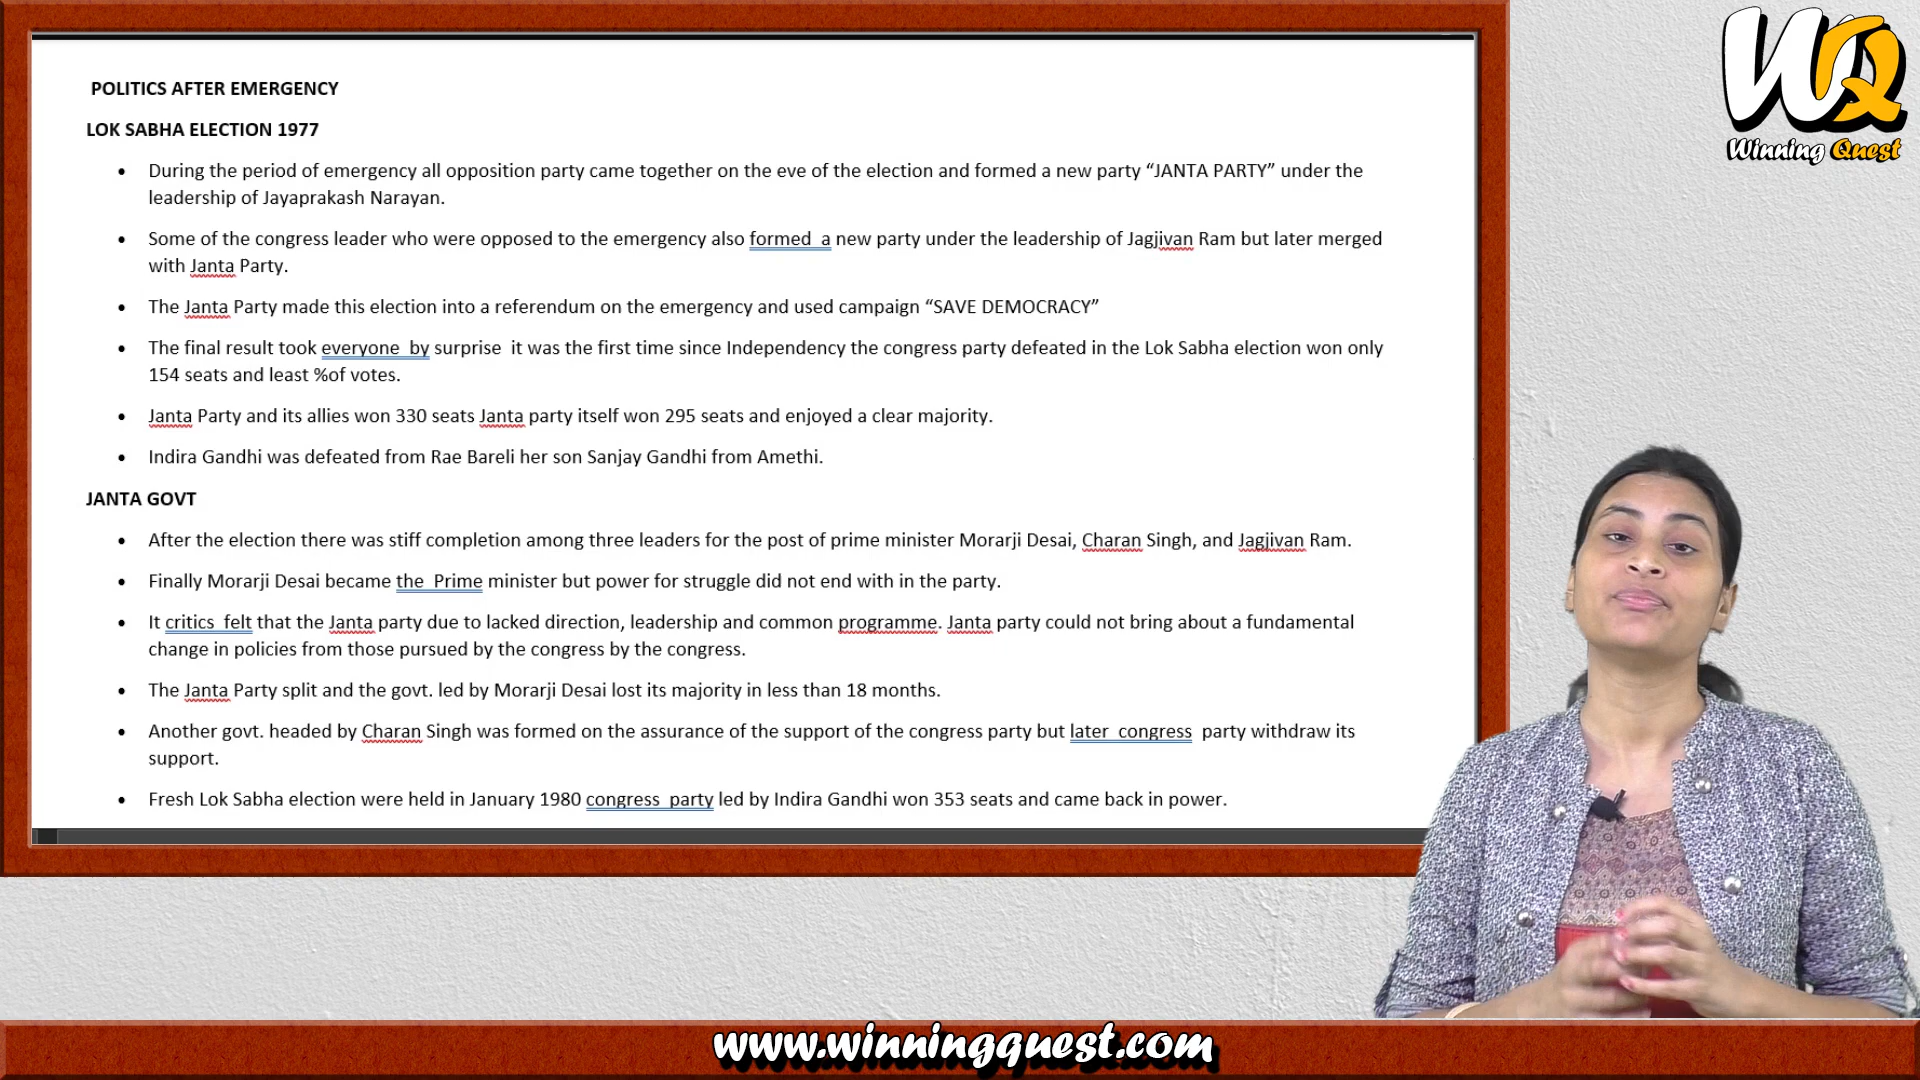 POLITICS AFTER EMERGENCY
LOK SABHA ELECTION 1977
• During the period of emergency all opposition party came together on the eve of the election and formed a new party “JANTA PARTY” under the
leadership of Jayaprakash Narayan.
• Some of the congress leader who were opposed to the emergency also formed a new party under the leadership of Jagjivan Ram but later merged
with Janta Party.
• The Janta Party made this election into a referendum on the emergency and used campaign “SAVE DEMOCRACY”
• The final result took everyone by surprise it was the first time since Independency the congress party defeated in the Lok Sabha election won only
154 seats and least %of votes.
• Janta Party and its allies won 330 seats Janta party itself won 295 seats and enjoyed a clear majority.
• Indira Gandhi was defeated from Rae Bareli her son Sanjay Gandhi from Amethi.
JANTA GOVT
• After the election there was stiff completion among three leaders for the post of prime minister Morarji Desai, Charan Singh, and Jagjivan Ram.
• Finally Morarji Desai became the Prime minister but power for struggle did not end with in the party.
• It critics felt that the Janta party due to lacked direction, leadership and common programme. Janta party could not bring about a fundamental
change in policies from those pursued by the congress by the congress.
• The Janta Party split and the govt. led by Morarji Desai lost its majority in less than 18 months.
• Another govt. headed by Charan Singh was formed on the assurance of the support of the congress party but later congress party withdraw its
support.
• Fresh Lok Sabha election were held in January 1980 congress party led by Indira Gandhi won 353 seats and came back in power.
WQ
Winning Quest
www.winningquest.com